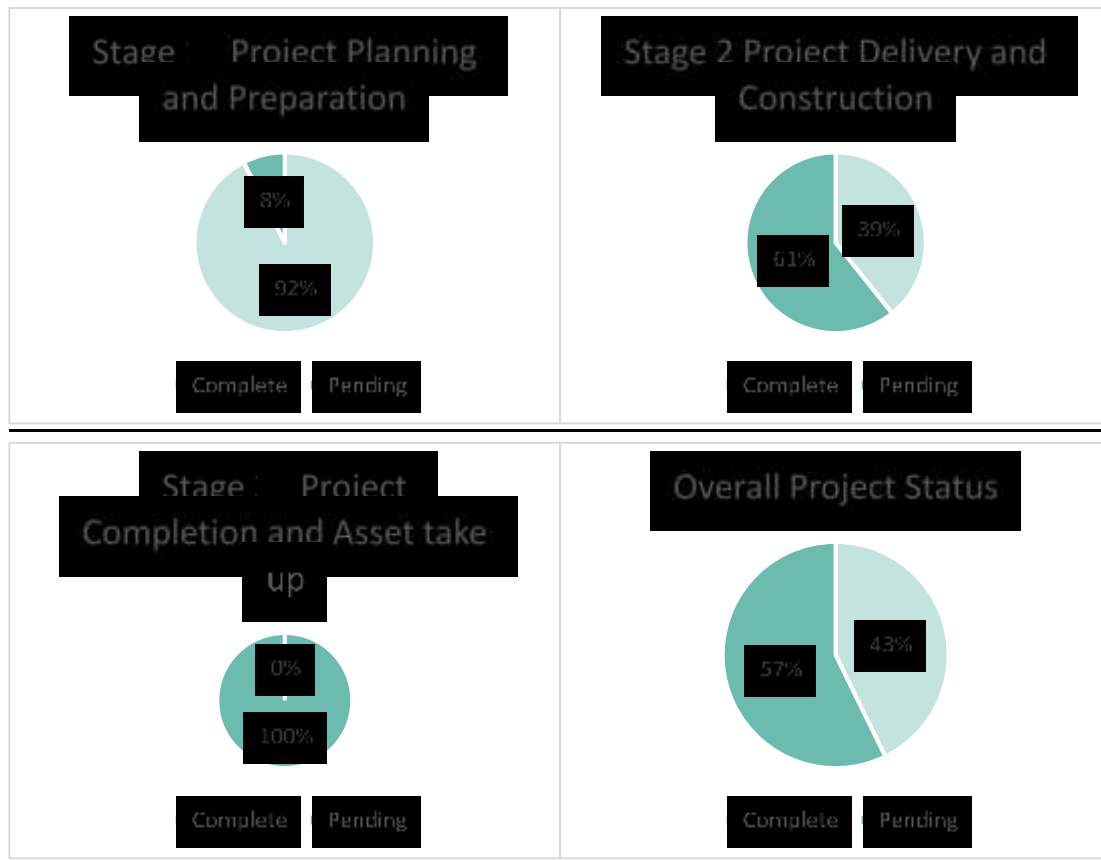 Stage Project Planning
and Preparation
8%
92%
Complete Pending
Stage 2 Project Delivery and
Construction
39%
61%
Complete Pending
Stage Project
Completion and Asset take
up
0%
100%
Complete Pending
Overall Project Status
43%
57%
Complete Pending